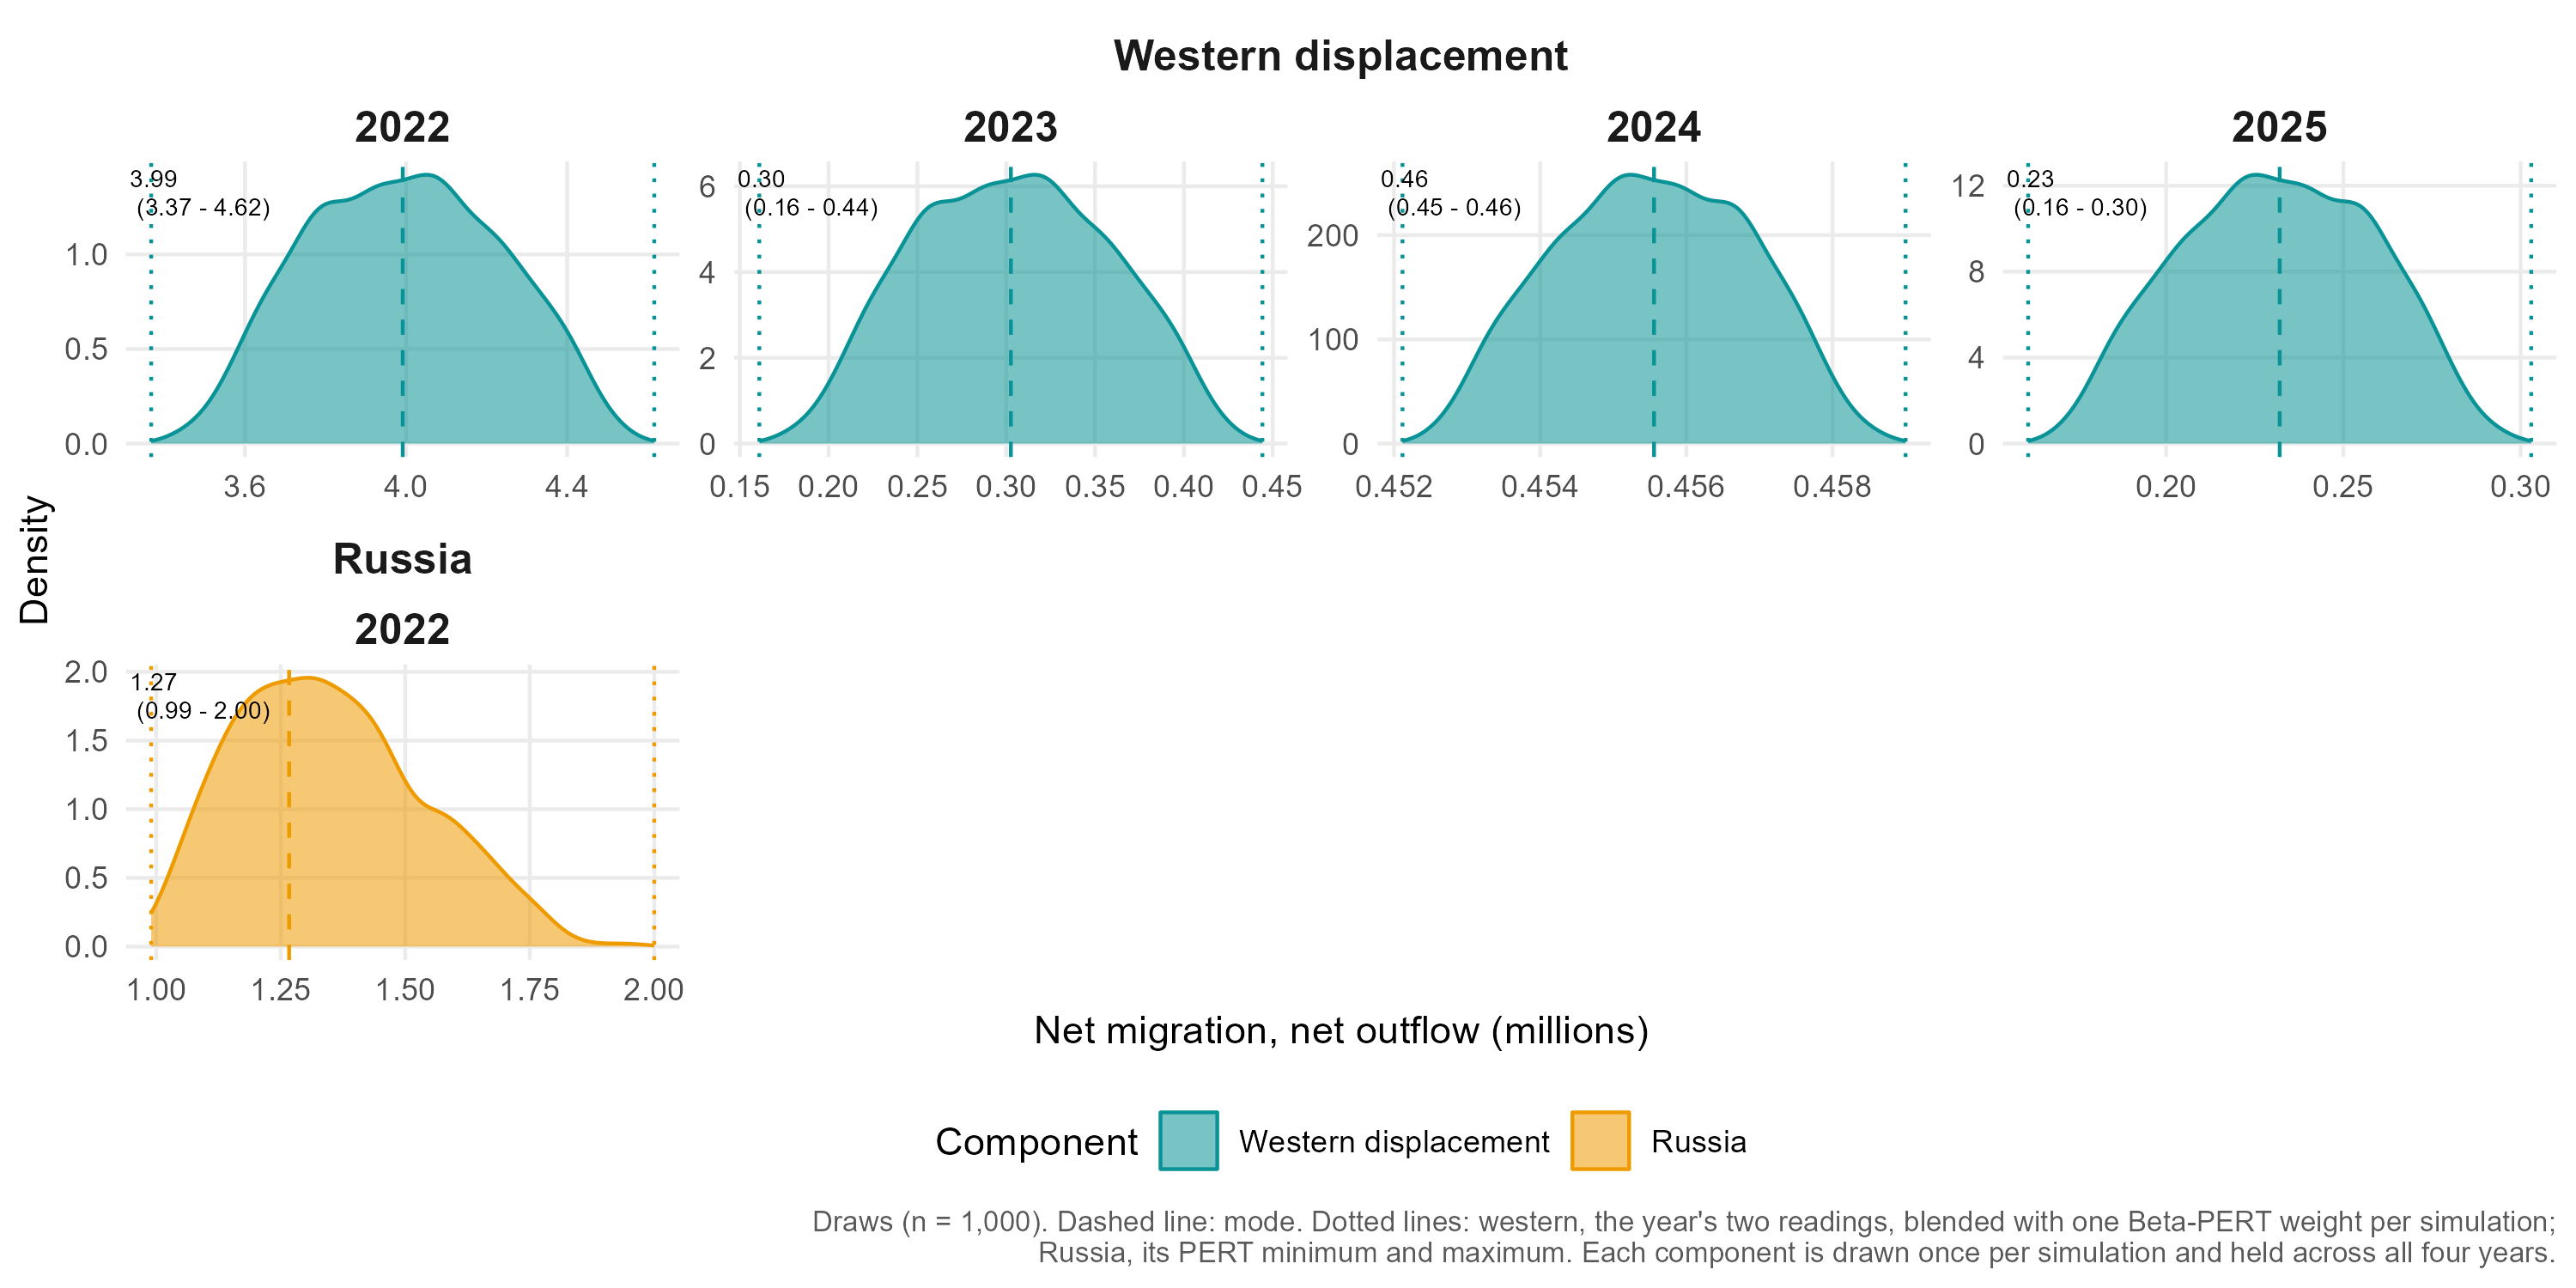 Western displacement
2022
2023
2024
2025
3.99
(3.37 - 4.62)
0.30
(0.16 - 0.44)
0.46
(0.45 - 0.46)
0.23
(0.16 - 0.30)
1.0
0.5
0.0
6
4
2
0
200
100
0
12
8
4
0
3.6 4.0 4.4
0.15 0.20 0.25 0.30 0.35 0.40 0.45
0.452 0.454 0.456 0.458
0.20 0.25 0.30
Density
Russia
2022
1.27
(0.99 - 2.00)
2.0
1.5
1.0
0.5
0.0
1.00 1.25 1.50 1.75 2.00
Net migration, net outflow (millions)
Component Western displacement Russia
Draws (n = 1,000). Dashed line: mode. Dotted lines: western, the year's two readings, blended with one Beta-PERT weight per simulation;
Russia, its PERT minimum and maximum. Each component is drawn once per simulation and held across all four years.